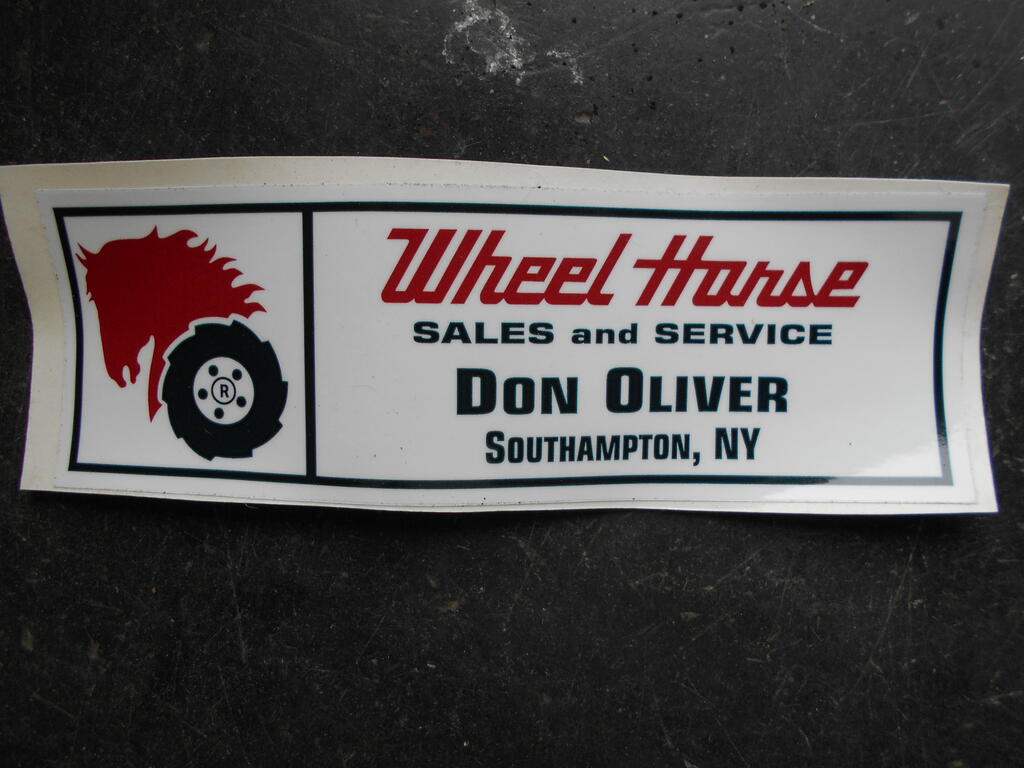 Wheel Horse
SALES and SERVICE
DON OLIVER
SOUTHAMPTON, NY
R